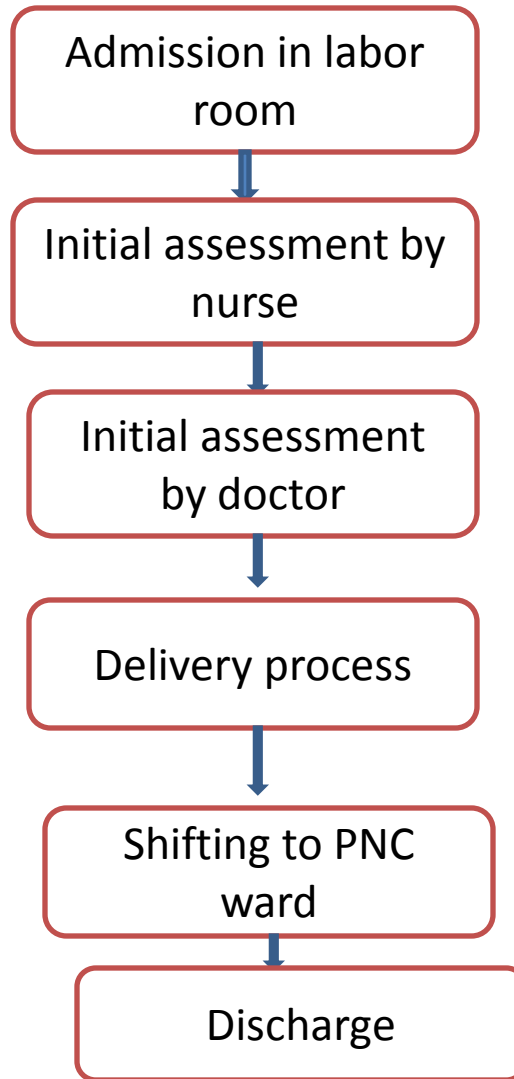 Admission in labor
room
Initial assessment by
nurse
Initial assessment
by doctor
Delivery process
Shifting to PNC
ward
Discharge